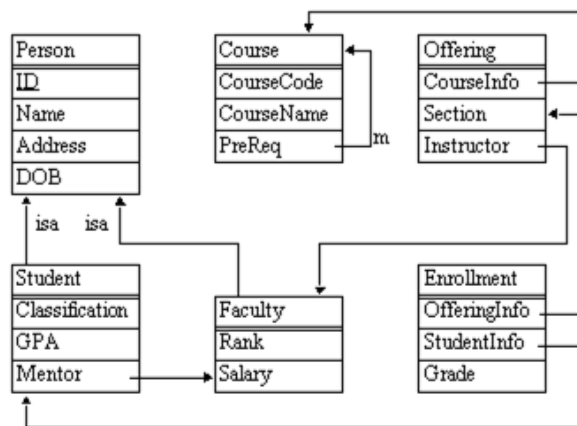 Person
ID
Name
Address
DOB
Course
CourseCode
CourseName
PreReq
m
Offering
CourseInfo
Section
Instructor
isa
isa
Student
Classification
GPA
Mentor
Faculty
Rank
Salary
Enrollment
OfferingInfo
StudentInfo
Grade